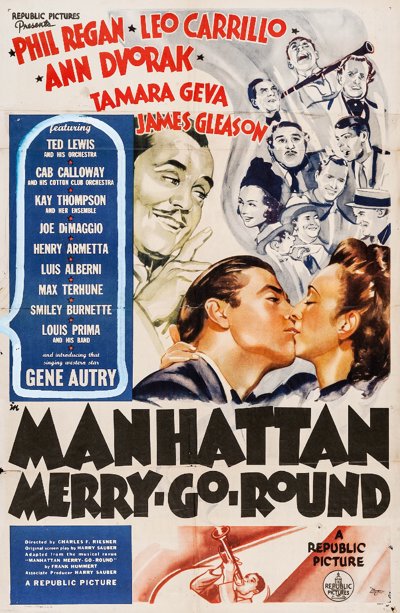 REPUBLIC PICTURES
Presents
PHIL REGAN ★ LEO CARRILLO
★ ANN DVORAK ★
TAMARA GEVA
JAMES GLEASON
featuring
TED LEWIS
AND HIS ORCHESTRA
CAB CALLOWAY
AND HIS COTTON CLUB ORCHESTRA
KAY THOMPSON
AND HER ENSEMBLE
JOE DiMAGGIO
HENRY ARMETTA
LUIS ALBERNI
MAX TERHUNE
SMILEY BURNETTE
LOUIS PRIMA
AND HIS BAND
and introducing that
singing western star
GENE AUTRY
in
MANHATTAN
MERRY-GO-ROUND
Directed by CHARLES F. RIESNER
Original screen play by HARRY SAUBER
Adapted from the musical revue
"MANHATTAN MERRY-GO-ROUND"
by FRANK HUMMERT
Associate Producer HARRY SAUBER
A REPUBLIC PICTURE
A
REPUBLIC
PICTURE
A
REPUBLIC
PICTURE